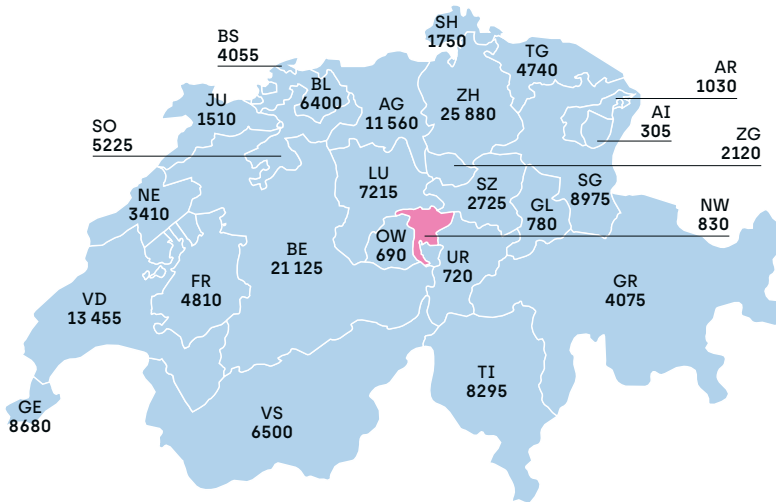 SH
1750
BS
4055
TG
4740
AR
1030
BL
6400
JU
1510
AG
11 560
ZH
25 880
AI
305
SO
5225
ZG
2120
LU
7215
SZ
2725
GL
780
SG
8975
NE
3410
NW
830
OW
690
BE
21 125
UR
720
FR
4810
GR
4075
VD
13 455
TI
8295
GE
8680
VS
6500